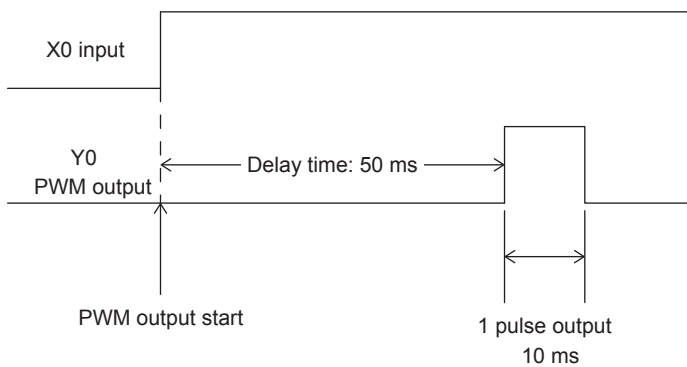 X0 input
Y0
PWM output
Delay time: 50 ms
PWM output start
1 pulse output
10 ms